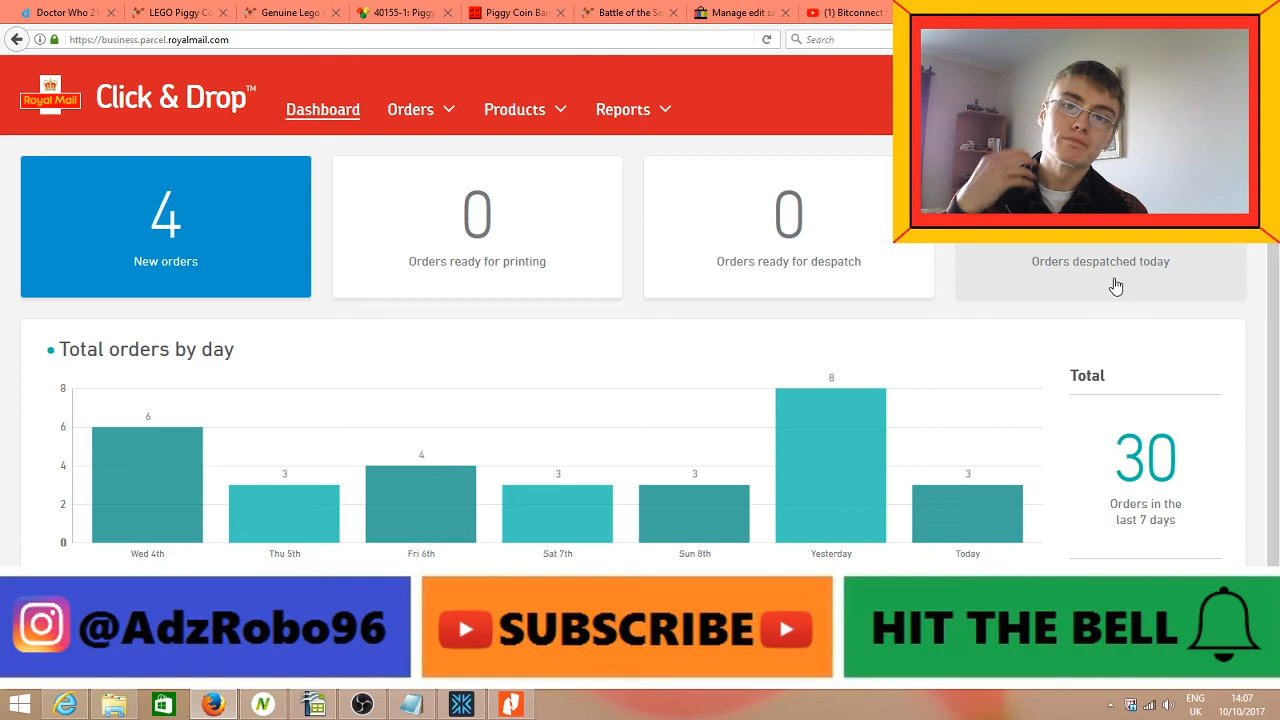 Doctor Who 21
LEGO Piggy Co
Genuine Lego
40155-1: Piggy
Piggy Coin Ban
Battle of the Se
Manage edit sa
(1) Bitconnect
https://business.parcel.royalmail.com
Search
Royal Mail
Click & Drop™
Dashboard
Orders
Products
Reports
4
New orders
0
Orders ready for printing
0
Orders ready for despatch
Orders despatched today
Total orders by day
8
6
4
2
0
6
3
4
3
3
8
3
Wed 4th
Thu 5th
Fri 6th
Sat 7th
Sun 8th
Yesterday
Today
Total
30
Orders in the
last 7 days
@AdzRobo96
SUBSCRIBE
HIT THE BELL
ENG
UK
14:07
10/10/2017